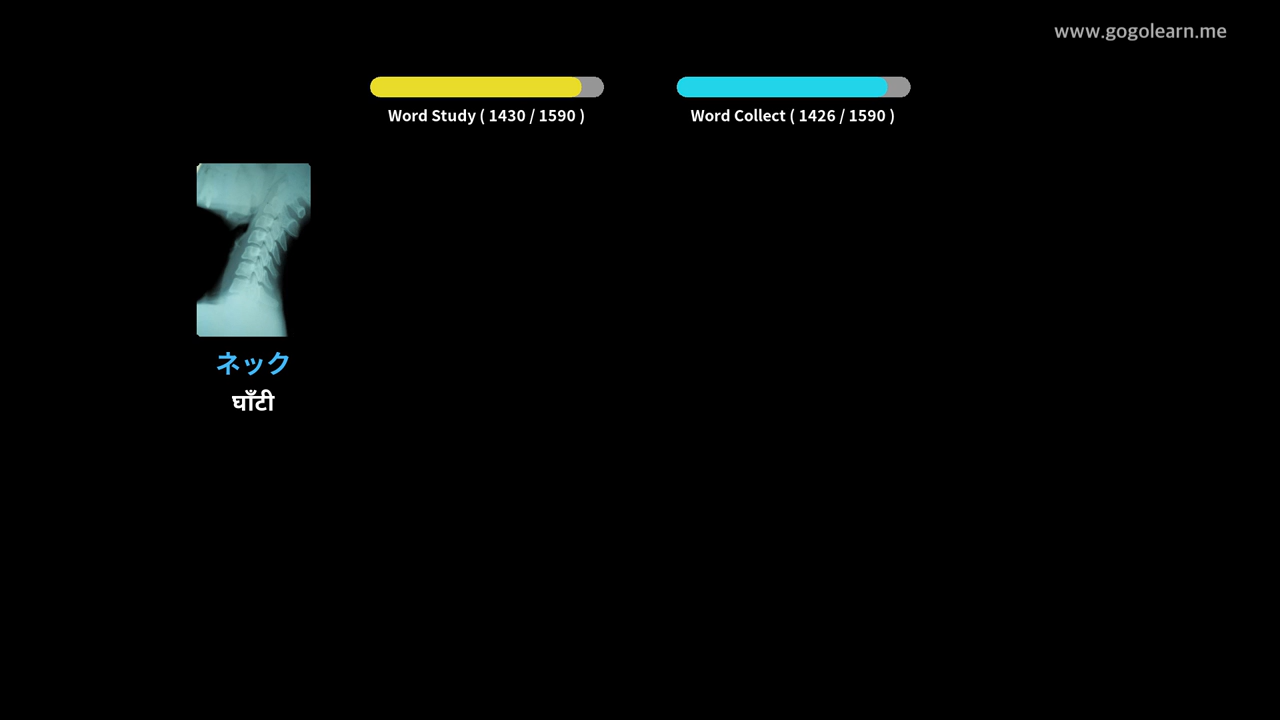 www.gogolearn.me
Word Study ( 1430 / 1590 )
Word Collect ( 1426 / 1590 )
ネック
घाँटी